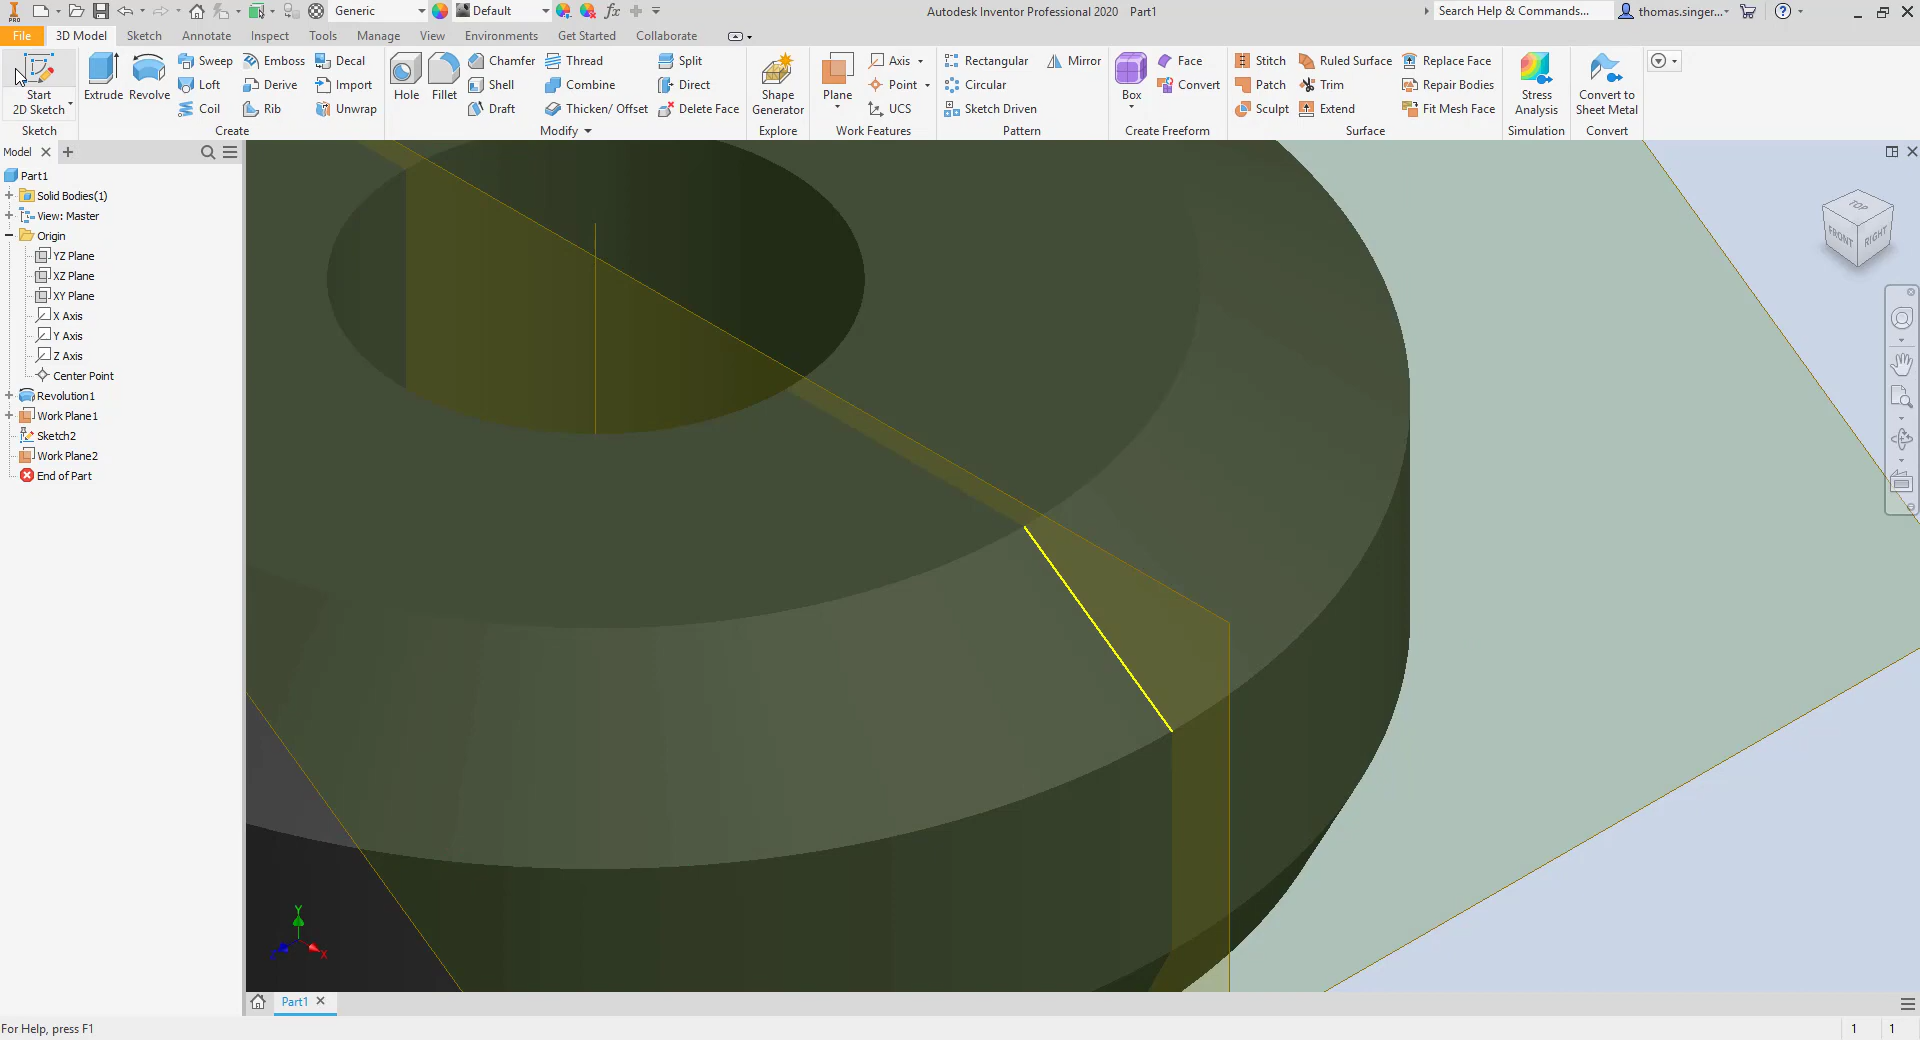 Generic
Default
fx
Autodesk Inventor Professional 2020 Part1
Search Help & Commands...
thomas.singer...
PRO
File
3D Model
Sketch
Annotate
Inspect
Tools
Manage
View
Environments
Get Started
Collaborate
Start
2D Sketch
Sketch
Extrude
Revolve
Sweep
Loft
Coil
Emboss
Derive
Rib
Decal
Import
Unwrap
Create
Hole
Fillet
Chamfer
Shell
Draft
Thread
Combine
Thicken/ Offset
Split
Direct
Delete Face
Modify
Shape
Generator
Explore
Plane
Axis
Point
UCS
Work Features
Rectangular
Circular
Sketch Driven
Mirror
Pattern
Box
Face
Convert
Create Freeform
Stitch
Patch
Sculpt
Ruled Surface
Trim
Extend
Replace Face
Repair Bodies
Fit Mesh Face
Surface
Stress
Analysis
Simulation
Convert to
Sheet Metal
Convert
Model
Part1
Solid Bodies(1)
View: Master
Origin
YZ Plane
XZ Plane
XY Plane
X Axis
Y Axis
Z Axis
Center Point
Revolution1
Work Plane1
Sketch2
Work Plane2
End of Part
TOP
FRONT
RIGHT
Y
X
Part1
For Help, press F1
1
1